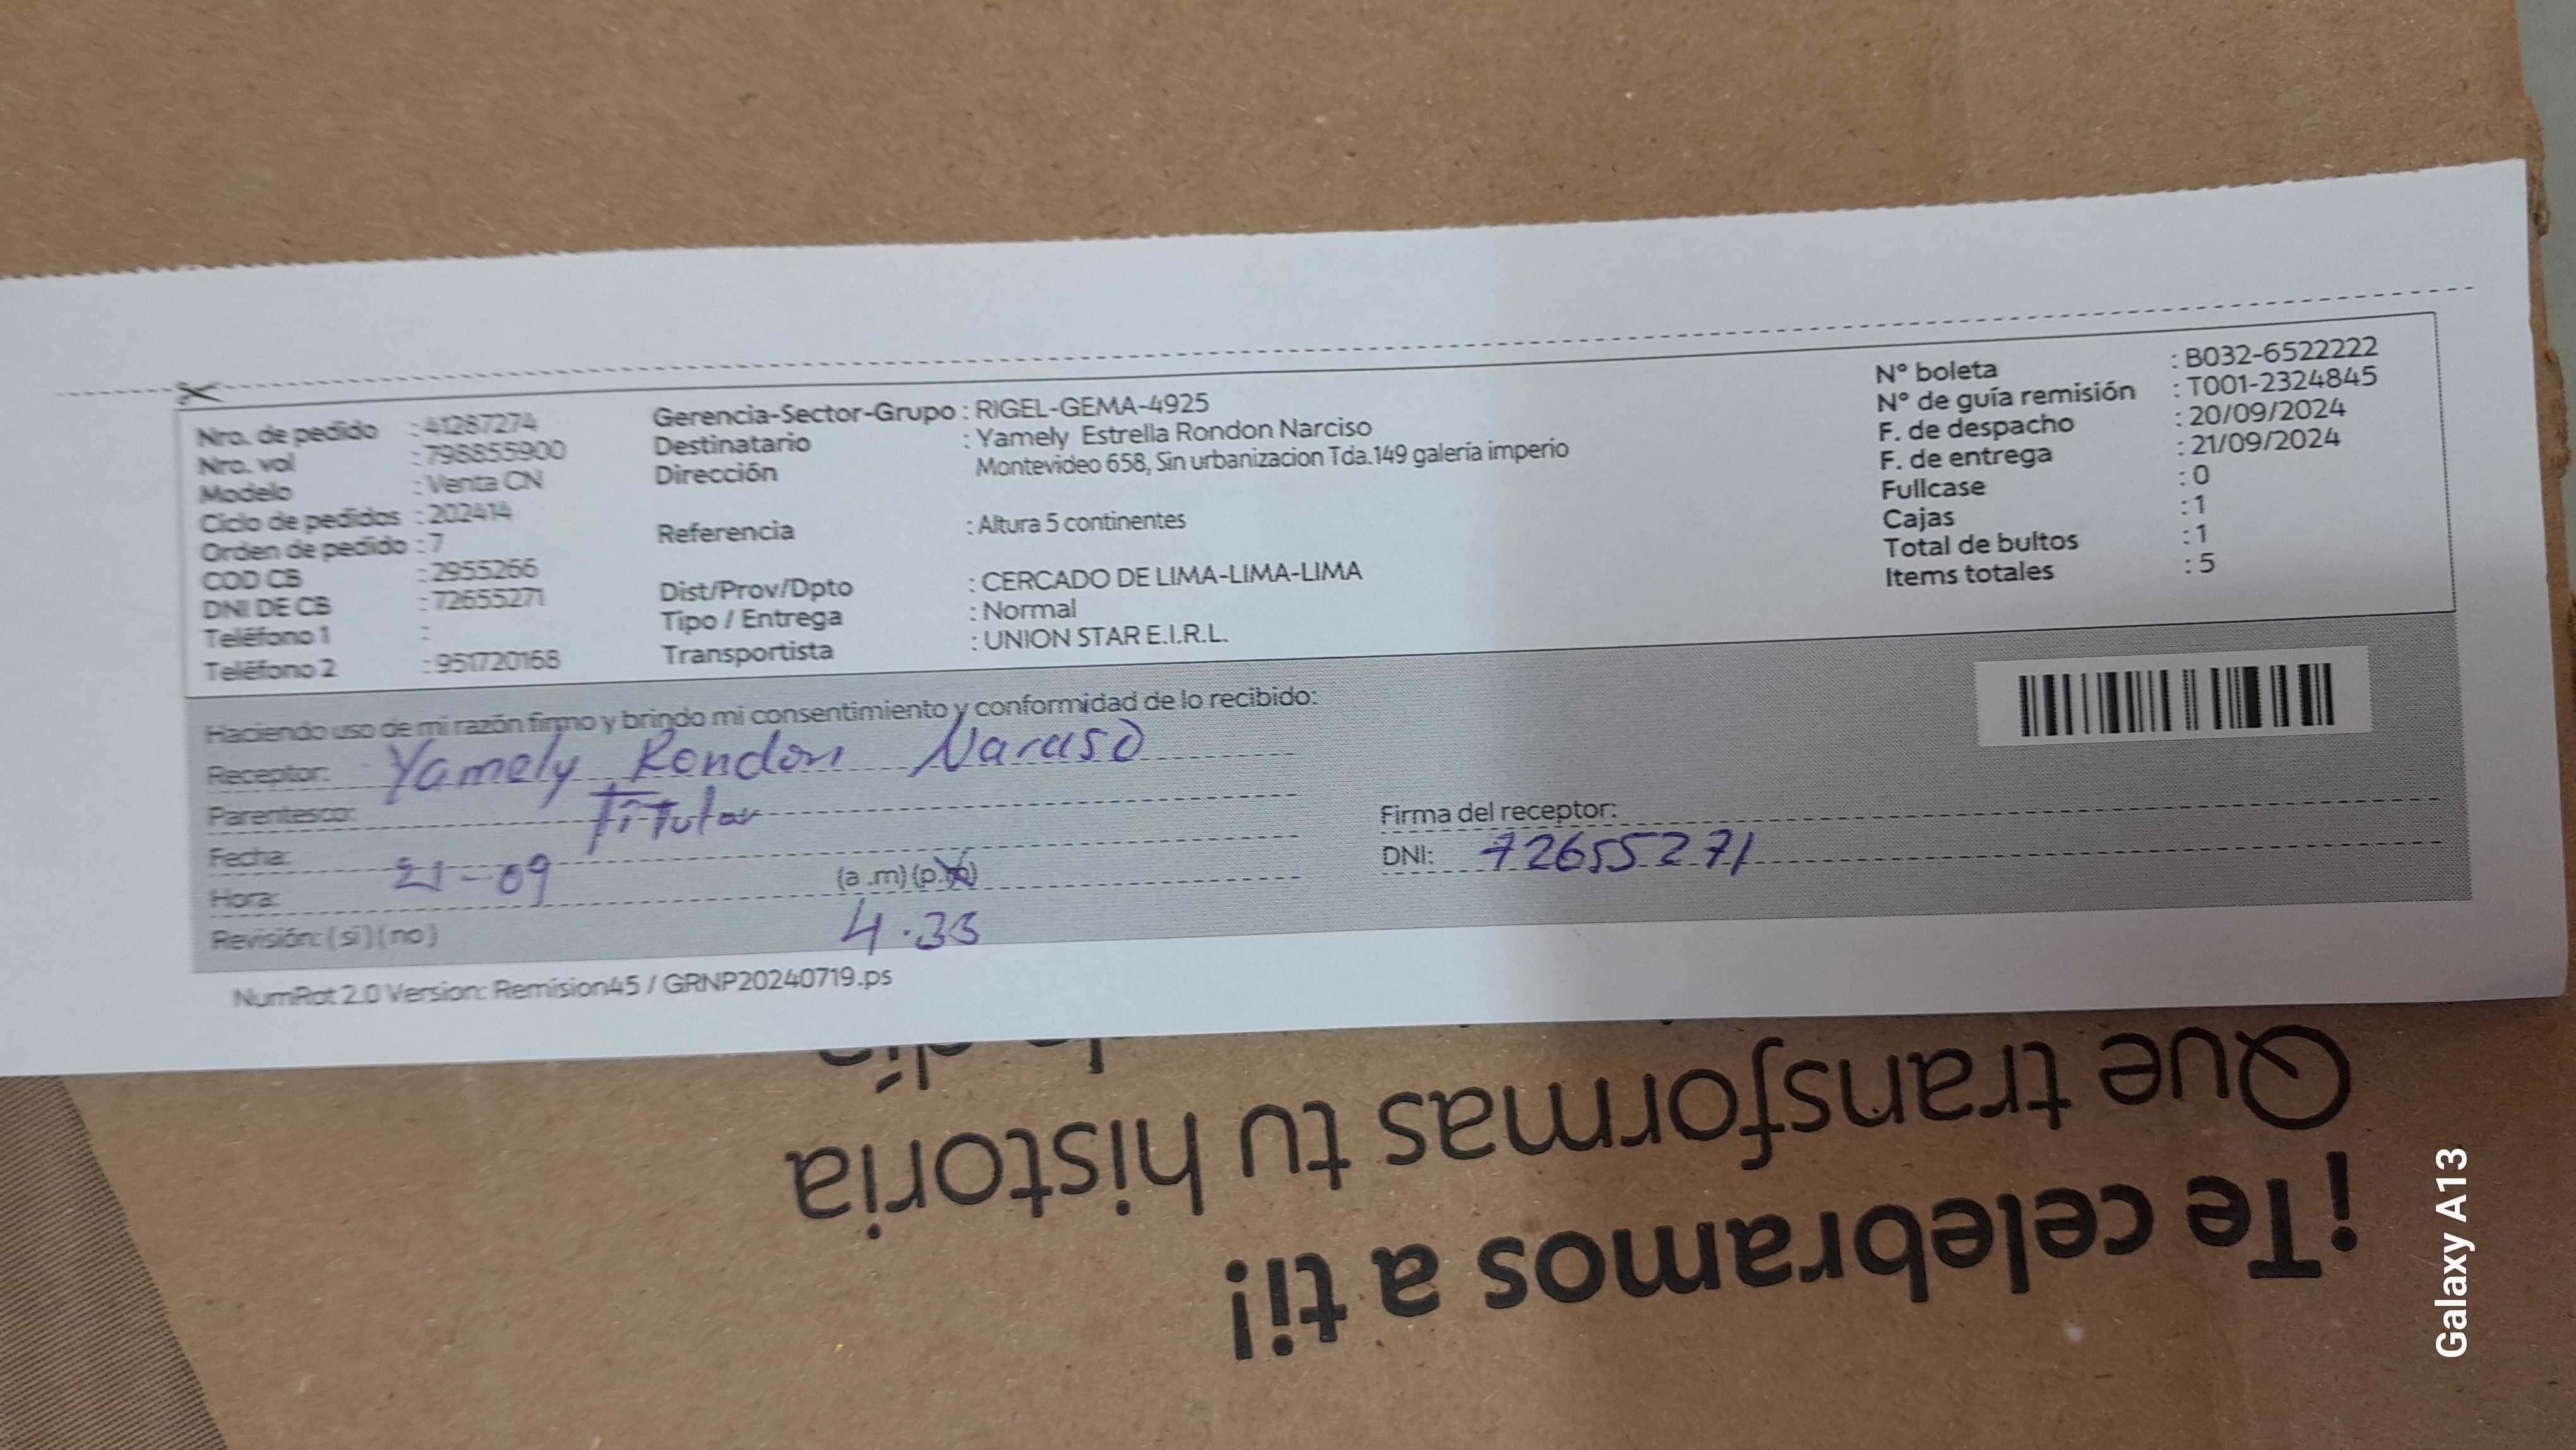 Nro. de pedido : 41287274
Nro. vol : 798855900
Modelo : Venta CN
Ciclo de pedidos : 202414
Orden de pedido : 7
COD CB : 2955266
DNI DE CB : 72655271
Teléfono 1 :
Teléfono 2 : 951720168
Gerencia-Sector-Grupo : RIGEL-GEMA-4925
Destinatario : Yamely Estrella Rondon Narciso
Dirección Montevideo 658, Sin urbanizacion Tda.149 galería imperio
Referencia : Altura 5 continentes
Dist/Prov/Dpto : CERCADO DE LIMA-LIMA-LIMA
Tipo / Entrega : Normal
Transportista : UNION STAR E.I.R.L.
N° boleta : B032-6522222
N° de guía remisión : T001-2324845
F. de despacho : 20/09/2024
F. de entrega : 21/09/2024
Fullcase : 0
Cajas : 1
Total de bultos : 1
Items totales : 5
Haciendo uso de mi razón firmo y brindo mi consentimiento y conformidad de lo recibido:
Receptor: Yamely Rondon Narciso
Parentesco: Titular
Fecha: 21-09
Hora: (a .m) (p.m)
4.33
Revisión: (si) (no)
Firma del receptor:
DNI: 72655271
NumRot 2.0 Version: Remision45 / GRNP20240719.ps
¡Te celebramos a ti!
Que transformas tu historia
Galaxy A13